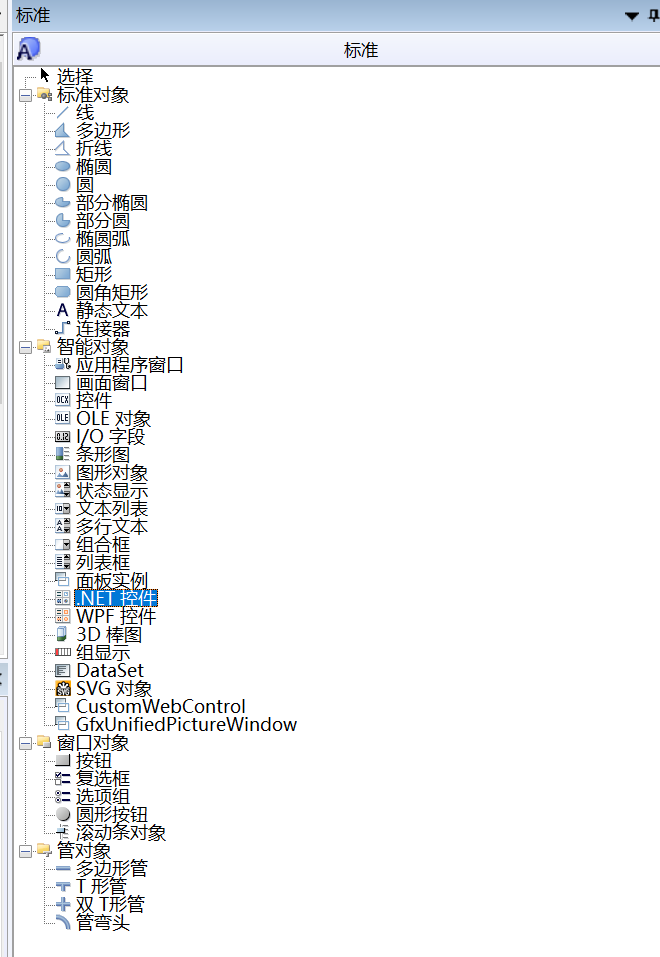 标准
标准
选择
标准对象
线
多边形
折线
椭圆
圆
部分椭圆
部分圆
椭圆弧
圆弧
矩形
圆角矩形
A 静态文本
连接器
智能对象
应用程序窗口
画面窗口
OCX 控件
OLE OLE 对象
0.12 I/O 字段
条形图
图形对象
状态显示
文本列表
多行文本
组合框
列表框
面板实例
.NET 控件
WPF 控件
3D 棒图
组显示
DataSet
SVG 对象
CustomWebControl
GfxUnifiedPictureWindow
窗口对象
按钮
复选框
选项组
圆形按钮
滚动条对象
管对象
多边形管
T 形管
双 T形管
管弯头